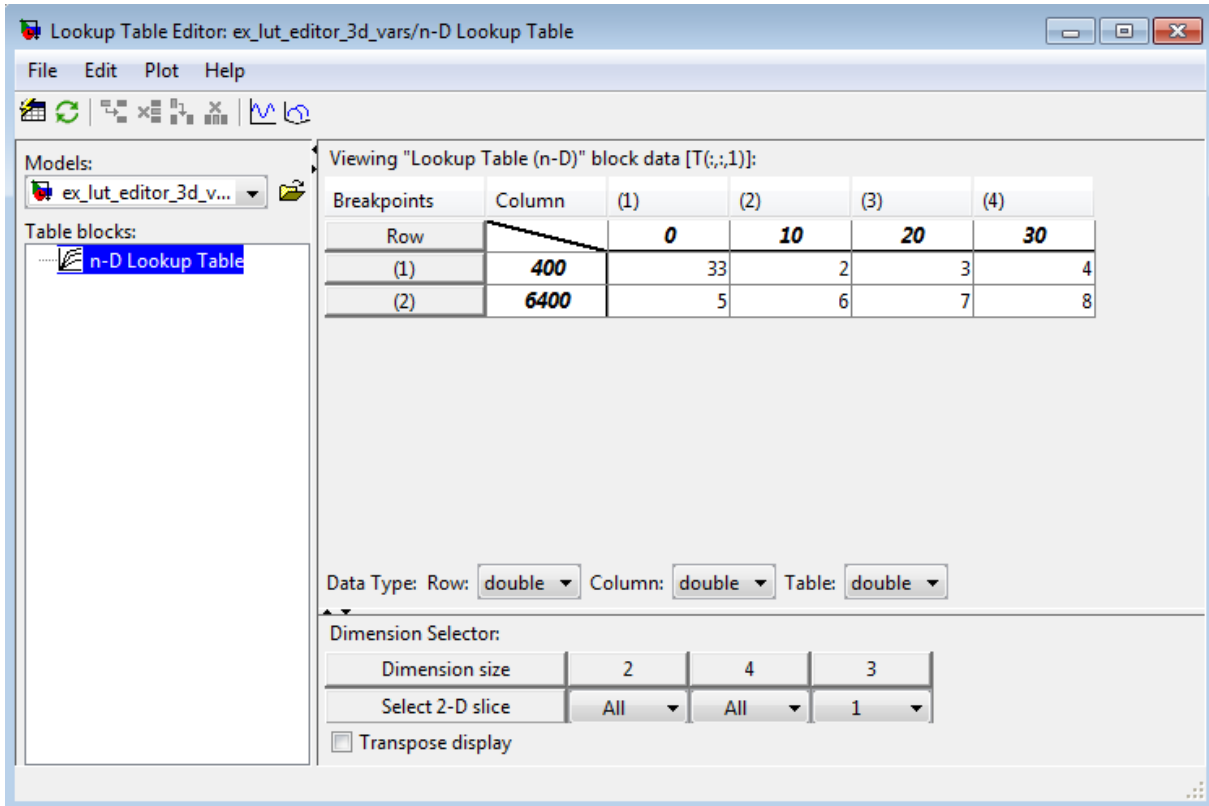 Lookup Table Editor: ex_lut_editor_3d_vars/n-D Lookup Table
File Edit Plot Help
Models:
ex_lut_editor_3d_v...
Table blocks:
n-D Lookup Table
Viewing "Lookup Table (n-D)" block data [T(:,:,1)]:
Breakpoints Column (1) (2) (3) (4)
Row 0 10 20 30
(1) 400 33 2 3 4
(2) 6400 5 6 7 8
Data Type: Row: double Column: double Table: double
Dimension Selector:
Dimension size 2 4 3
Select 2-D slice All All 1
Transpose display